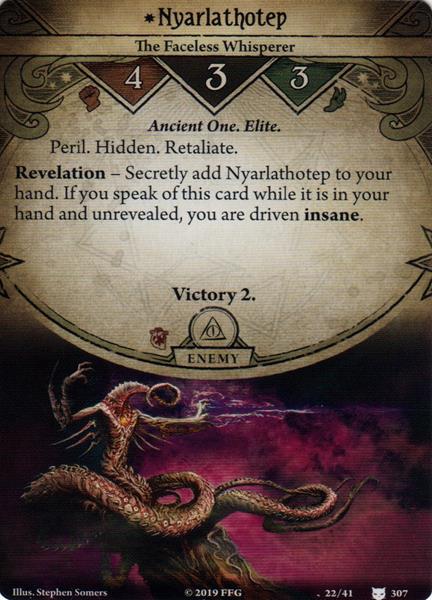 Nyarlathotep
The Faceless Whisperer
4 3 3
Ancient One. Elite.
Peril. Hidden. Retaliate.
Revelation – Secretly add Nyarlathotep to your
hand. If you speak of this card while it is in your
hand and unrevealed, you are driven insane.
Victory 2.
ENEMY
Illus. Stephen Somers © 2019 FFG 22/41 307